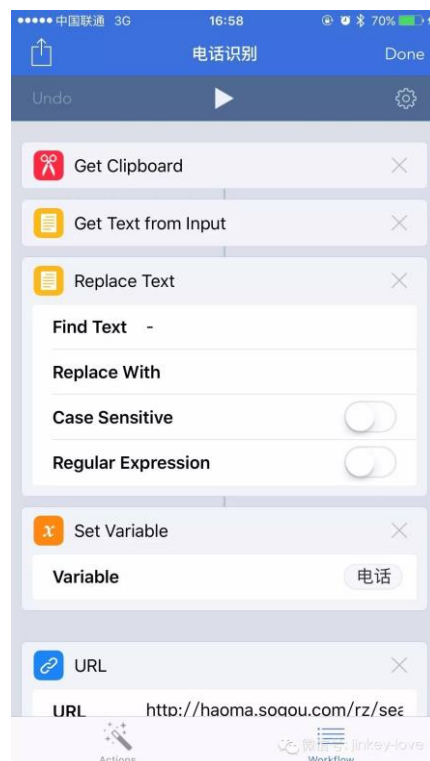 中国联通 3G 16:58 70%
电话识别 Done
Undo
Get Clipboard
Get Text from Input
Replace Text
Find Text -
Replace With
Case Sensitive
Regular Expression
x Set Variable
Variable 电话
URL
URL http://haoma.sogou.com/rz/sea
Actions Workflow
微信号: jinkey-love